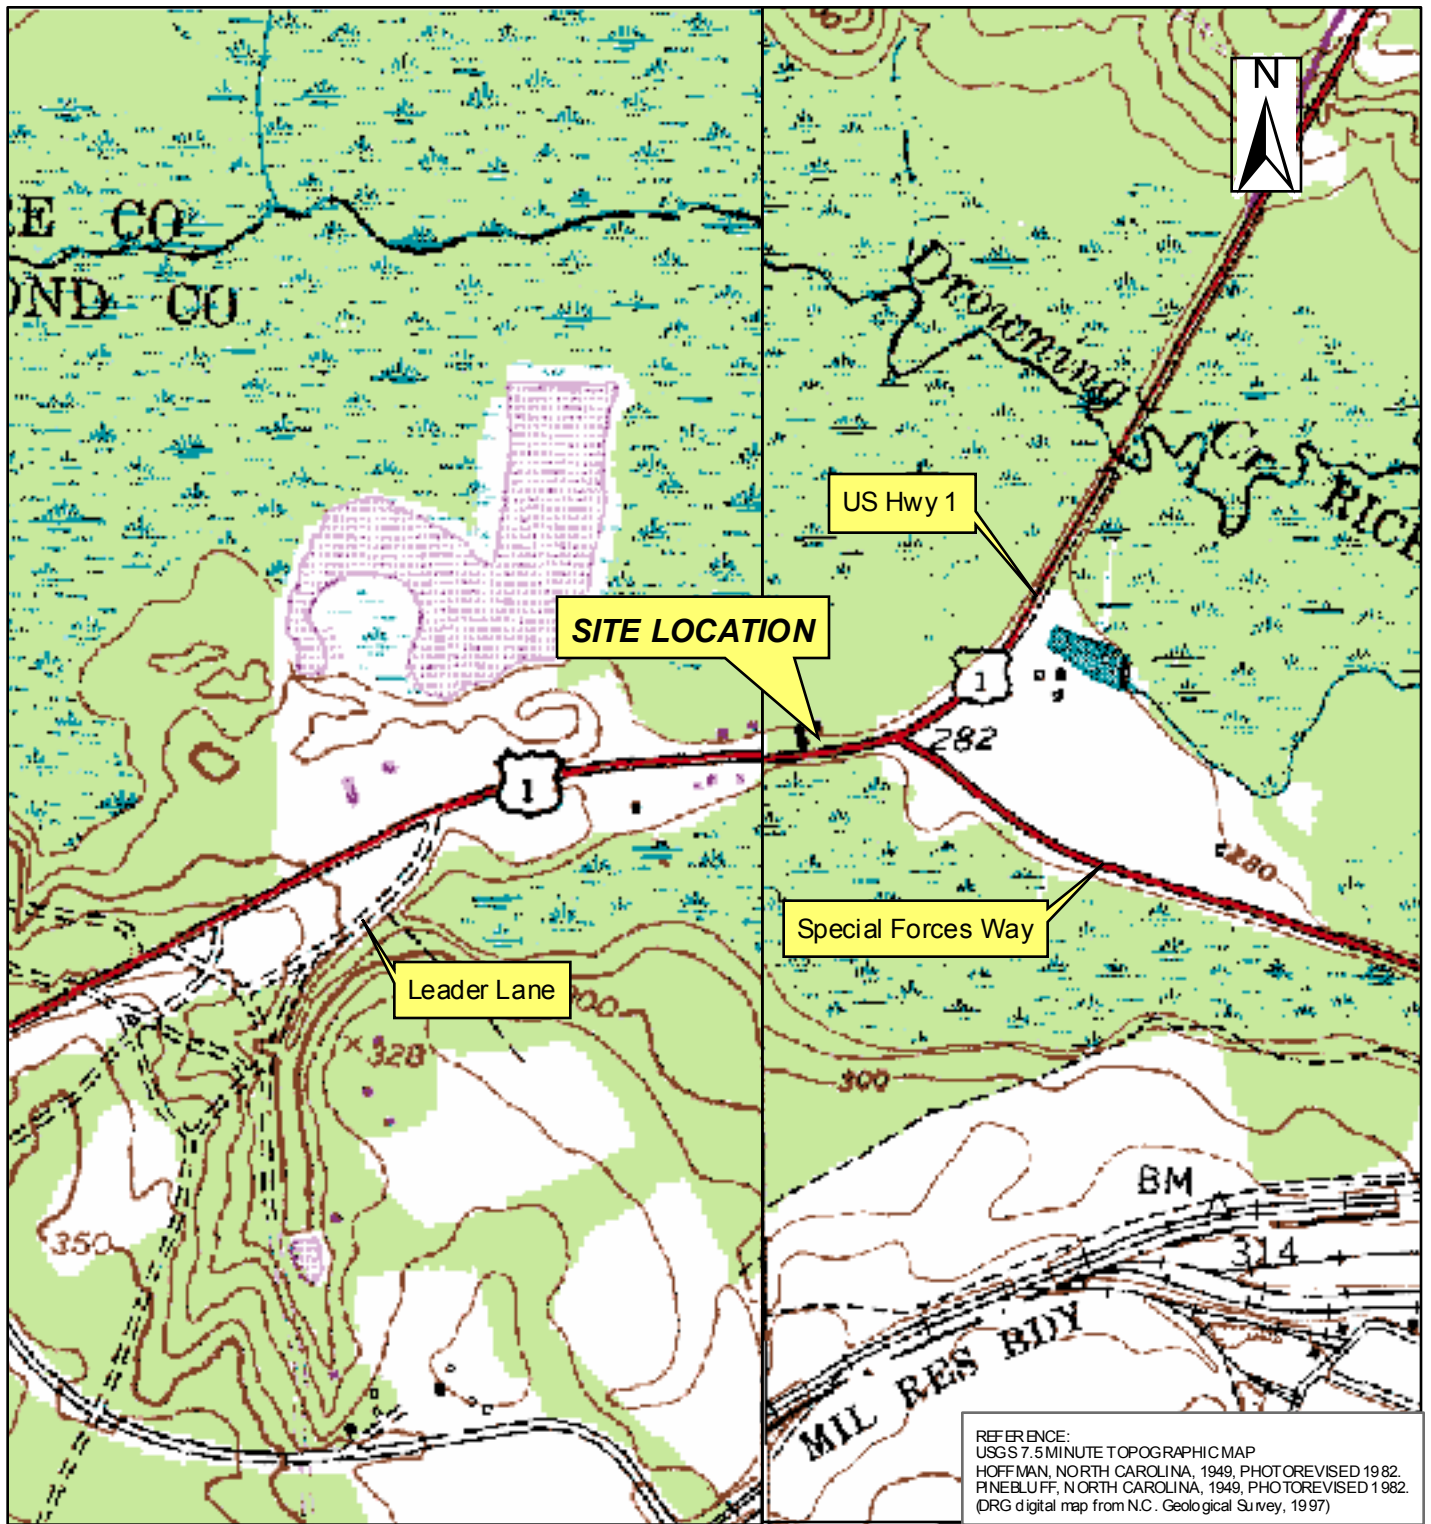 N
E CO
OND CO
Drowning
Cr
RICH
US Hwy 1
SITE LOCATION
1
282
1
280
Special Forces Way
Leader Lane
300
× 328
300
BM
350
314
MIL RES BDY
REFERENCE:
USGS 7.5 MINUTE TOPOGRAPHIC MAP
HOFFMAN, NORTH CAROLINA, 1949, PHOTOREVISED 1982.
PINEBLUFF, NORTH CAROLINA, 1949, PHOTOREVISED 1982.
(DRG digital map from N.C. Geological Survey, 1997)